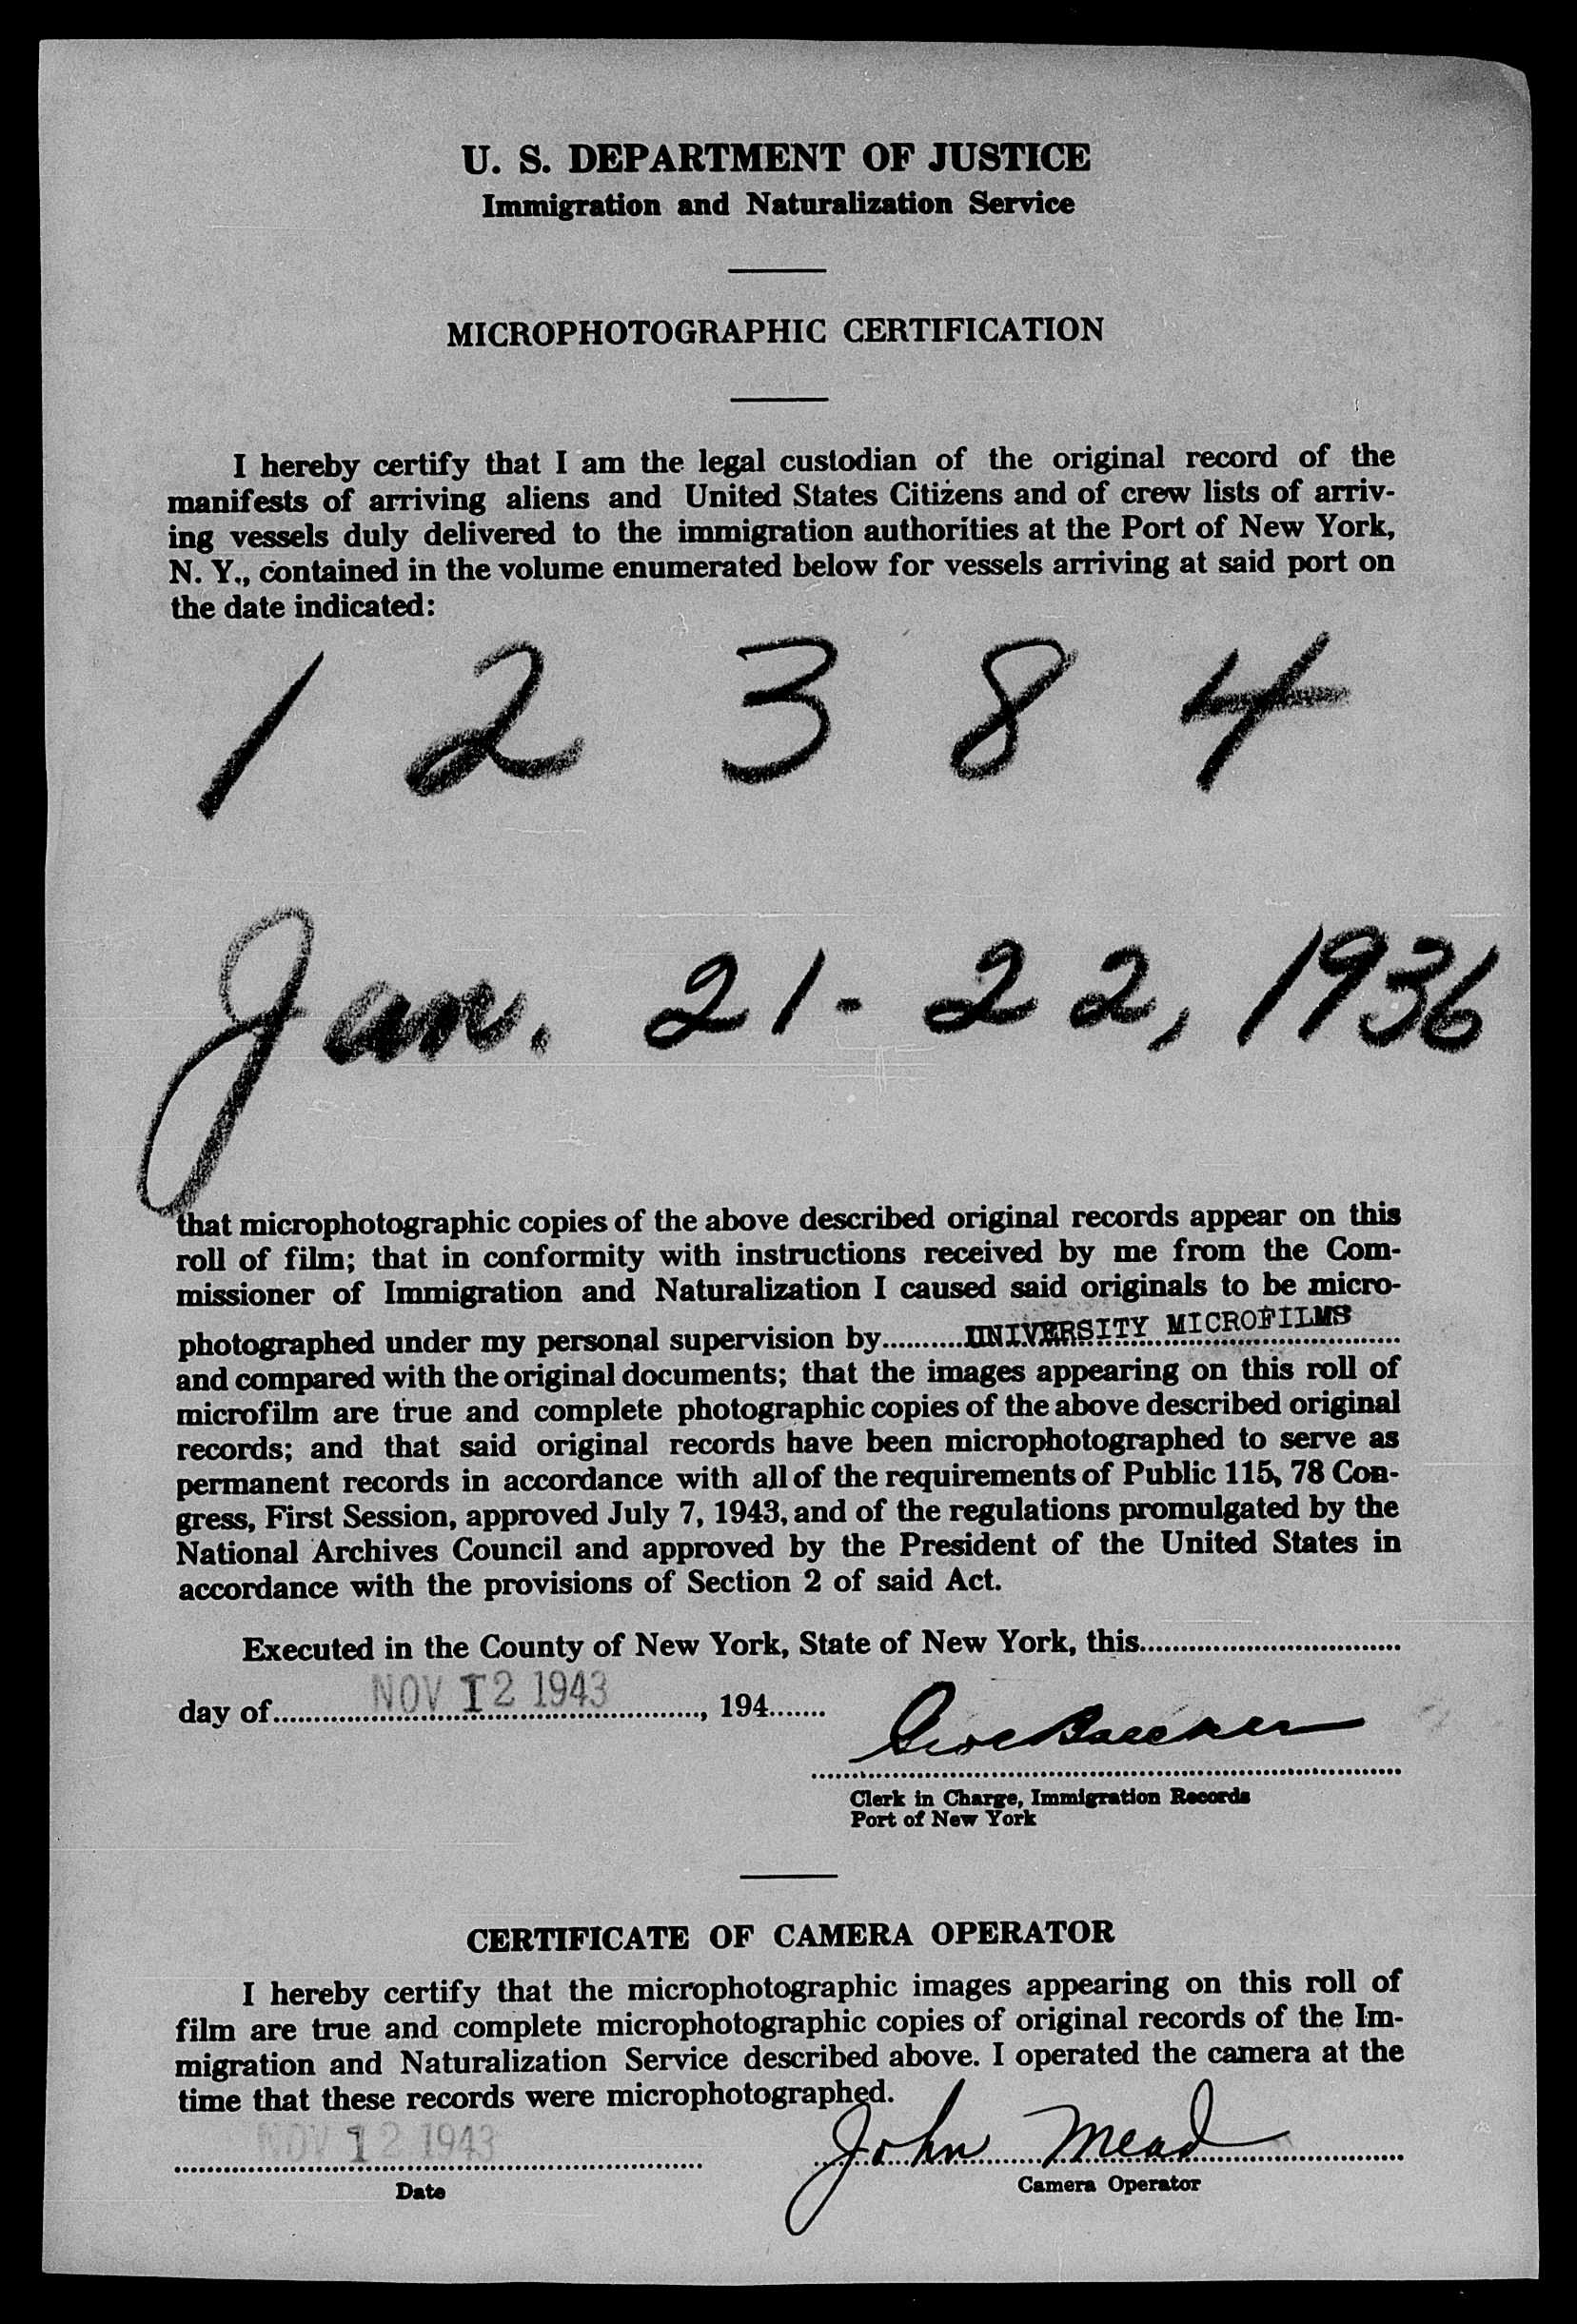 U. S. DEPARTMENT OF JUSTICE
Immigration and Naturalization Service
MICROPHOTOGRAPHIC CERTIFICATION
I hereby certify that I am the legal custodian of the original record of the
manifests of arriving aliens and United States Citizens and of crew lists of arriv-
ing vessels duly delivered to the immigration authorities at the Port of New York,
N. Y., contained in the volume enumerated below for vessels arriving at said port on
the date indicated:
1 2 3 8 4
Jan. 21-22, 1936
that microphotographic copies of the above described original records appear on this
roll of film; that in conformity with instructions received by me from the Com-
missioner of Immigration and Naturalization I caused said originals to be micro-
photographed under my personal supervision by..........UNIVERSITY MICROFILMS
and compared with the original documents; that the images appearing on this roll of
microfilm are true and complete photographic copies of the above described original
records; and that said original records have been microphotographed to serve as
permanent records in accordance with all of the requirements of Public 115, 78 Con-
gress, First Session, approved July 7, 1943, and of the regulations promulgated by the
National Archives Council and approved by the President of the United States in
accordance with the provisions of Section 2 of said Act.
Executed in the County of New York, State of New York, this................................
day of............NOV 12 1943............, 194.......
Clerk in Charge, Immigration Records
Port of New York
CERTIFICATE OF CAMERA OPERATOR
I hereby certify that the microphotographic images appearing on this roll of
film are true and complete microphotographic copies of original records of the Im-
migration and Naturalization Service described above. I operated the camera at the
time that these records were microphotographed.
NOV 12 1943 John Mead
Date Camera Operator